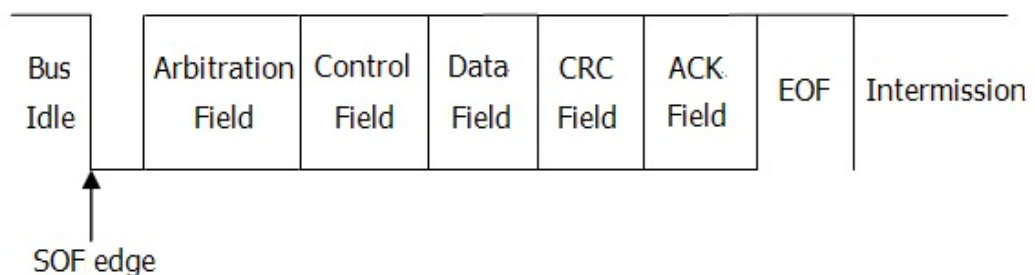 Bus
Idle
Arbitration
Field
Control
Field
Data
Field
CRC
Field
ACK
Field
EOF
Intermission
SOF edge